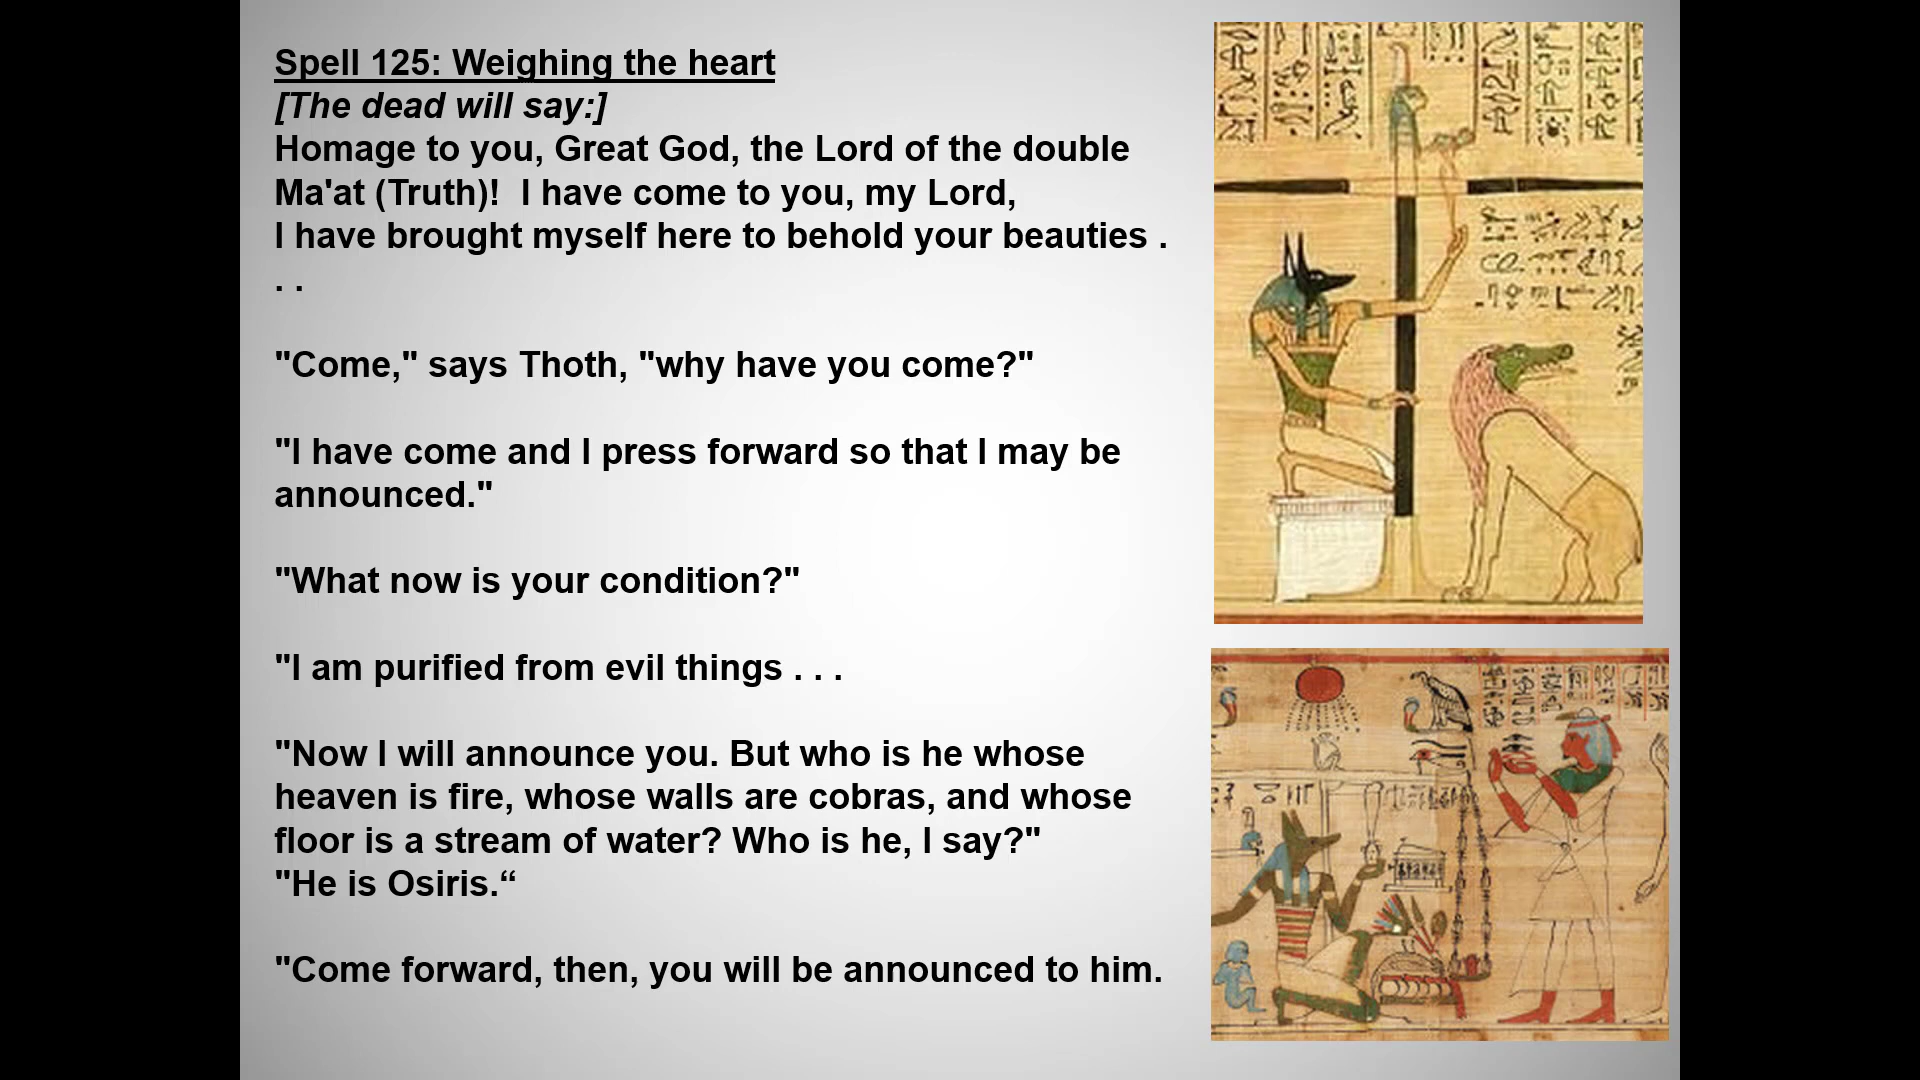 Spell 125: Weighing the heart
[The dead will say:]
Homage to you, Great God, the Lord of the double
Ma'at (Truth)!  I have come to you, my Lord,
I have brought myself here to behold your beauties .
. .
"Come," says Thoth, "why have you come?"
"I have come and I press forward so that I may be
announced."
"What now is your condition?"
"I am purified from evil things . . .
"Now I will announce you. But who is he whose
heaven is fire, whose walls are cobras, and whose
floor is a stream of water? Who is he, I say?"
"He is Osiris.“
"Come forward, then, you will be announced to him.